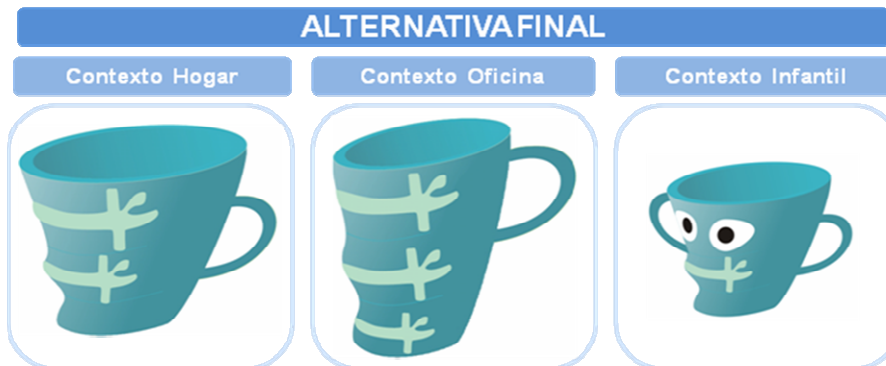 ALTERNATIVA FINAL
Contexto Hogar
Contexto Oficina
Contexto Infantil